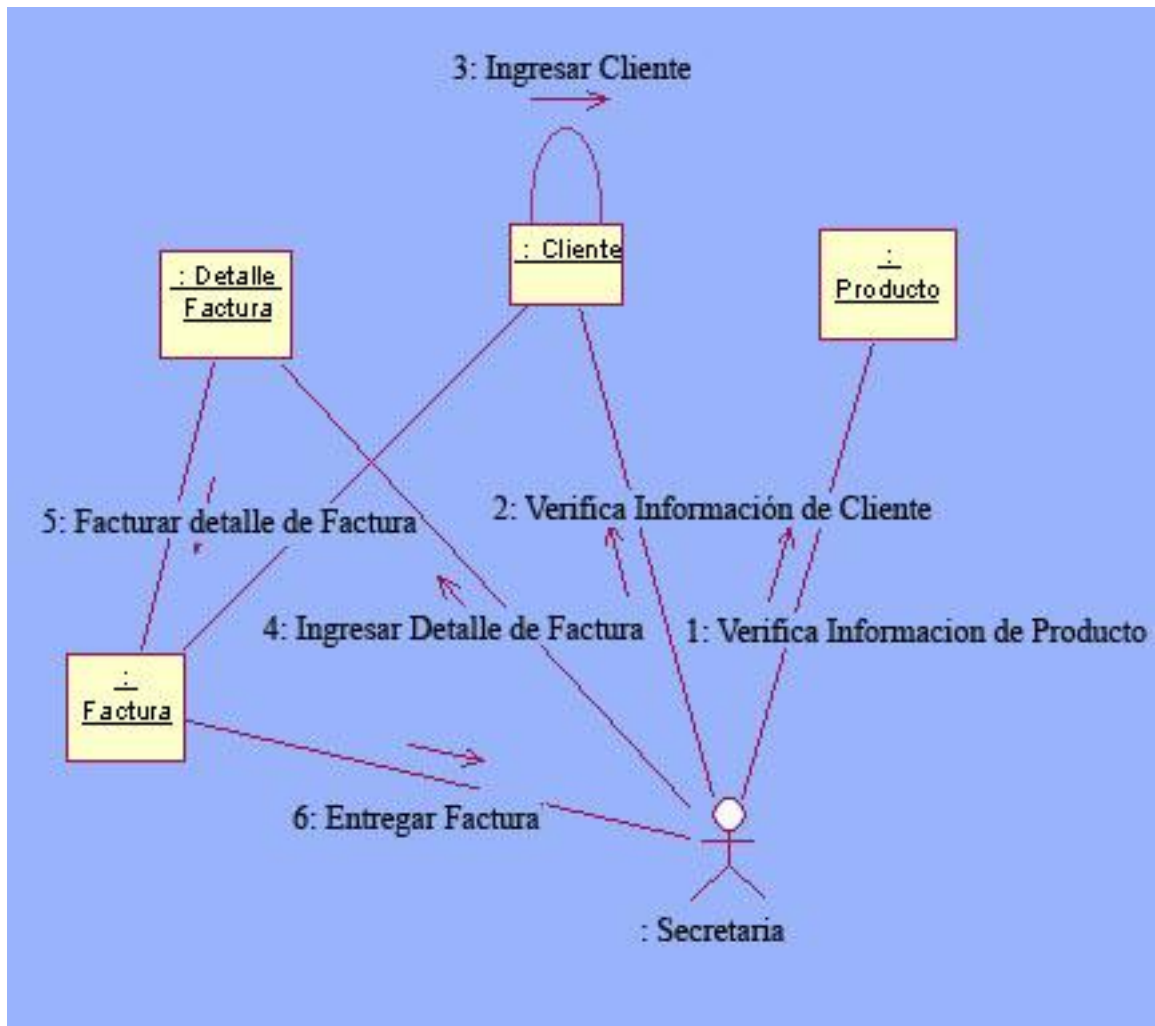 3: Ingresar Cliente
: Cliente
:
Producto
: Detalle
Factura
2: Verifica Información de Cliente
5: Facturar detalle de Factura
4: Ingresar Detalle de Factura
1: Verifica Informacion de Producto
:
Factura
6: Entregar Factura
: Secretaria